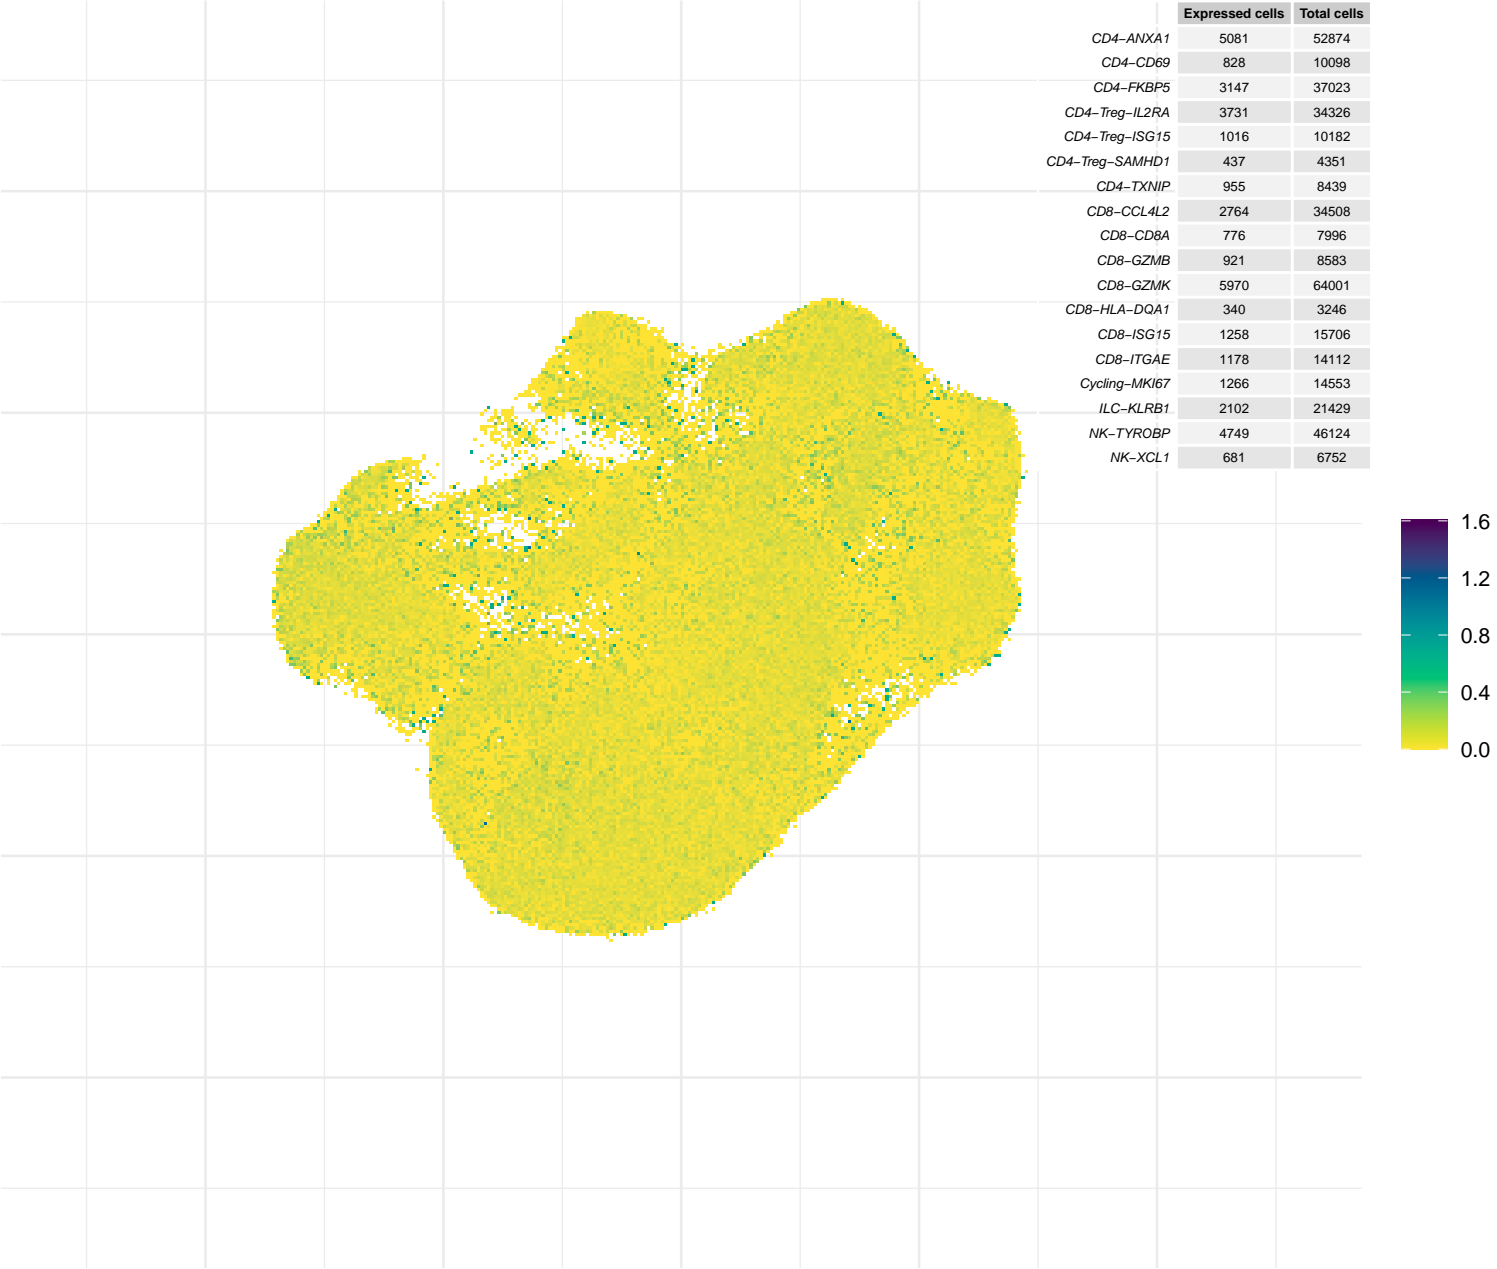 Expressed cells Total cells
CD4−ANXA1 5081 52874
CD4−CD69 828 10098
CD4−FKBP5 3147 37023
CD4−Treg−IL2RA 3731 34326
CD4−Treg−ISG15 1016 10182
CD4−Treg−SAMHD1 437 4351
CD4−TXNIP 955 8439
CD8−CCL4L2 2764 34508
CD8−CD8A 776 7996
CD8−GZMB 921 8583
CD8−GZMK 5970 64001
CD8−HLA−DQA1 340 3246
CD8−ISG15 1258 15706
CD8−ITGAE 1178 14112
Cycling−MKI67 1266 14553
ILC−KLRB1 2102 21429
NK−TYROBP 4749 46124
NK−XCL1 681 6752
1.6
1.2
0.8
0.4
0.0